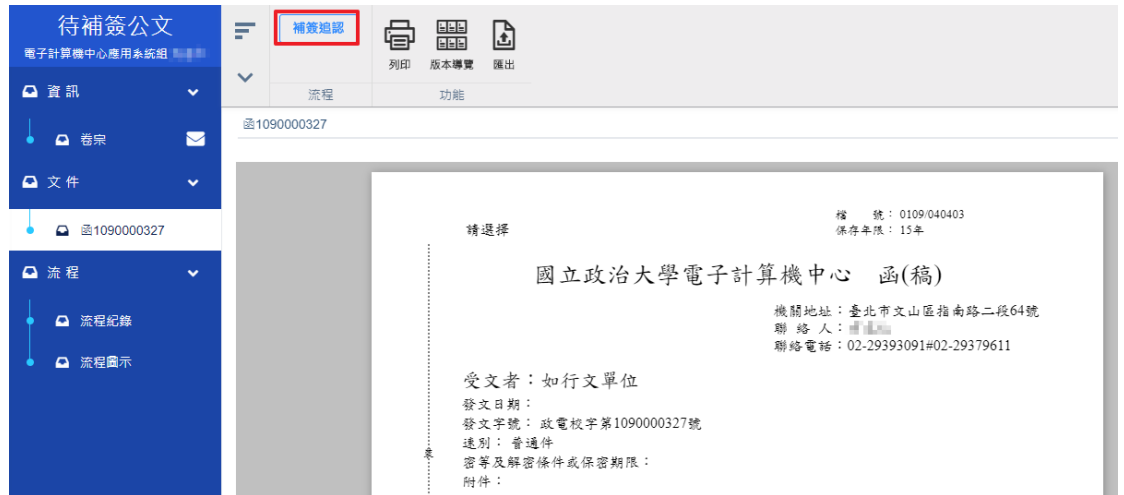 待補簽公文
電子計算機中心應用系統組
資訊
卷宗
文件
函1090000327
流程
流程紀錄
流程圖示
補簽追認
流程
列印
版本導覽
匯出
功能
函1090000327
檔 號：0109/040403
保存年限：15年
請選擇
國立政治大學電子計算機中心 函(稿)
機關地址：臺北市文山區指南路二段64號
聯 絡 人：
聯絡電話：02-29393091#02-29379611
受文者：如行文單位
發文日期：
發文字號：政電校字第1090000327號
速別：普通件
密等及解密條件或保密期限：
附件：